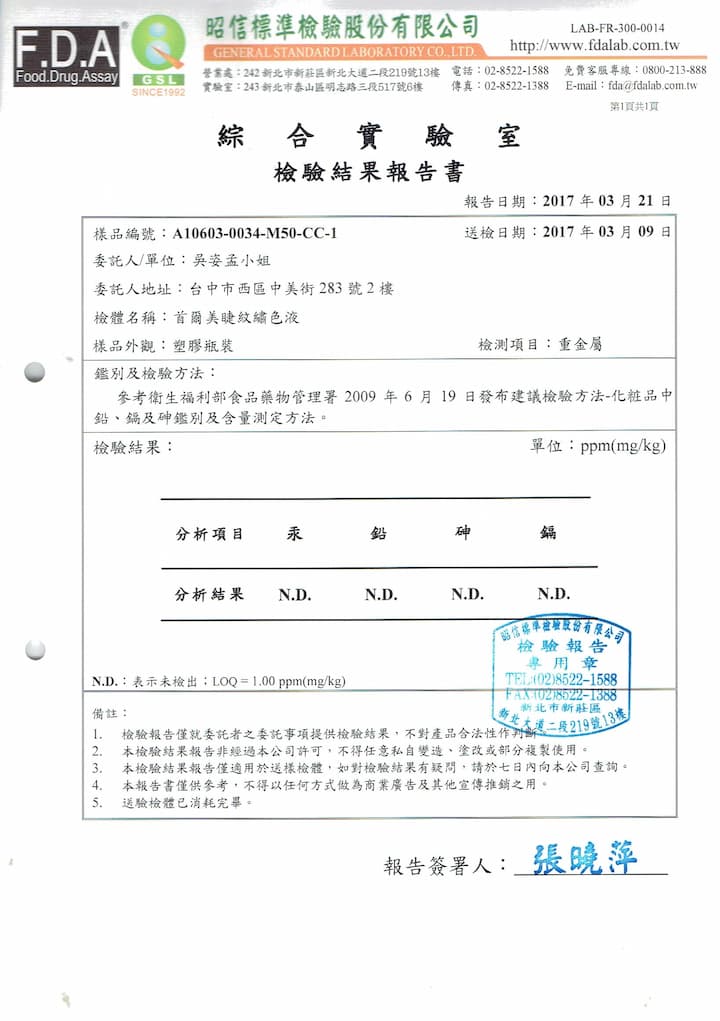 F.D.A®
Food.Drug.Assay
GSL
SINCE1992
昭信標準檢驗股份有限公司
GENERAL STANDARD LABORATORY CO.,LTD.
營業處：242 新北市新莊區新北大道二段219號13樓 電話：02-8522-1588 免費客服專線：0800-213-888
實驗室：243 新北市泰山區明志路三段517號6樓 傳真：02-8522-1388 E-mail：fda@fdalab.com.tw
LAB-FR-300-0014
http://www.fdalab.com.tw
第1頁共1頁
綜合實驗室
檢驗結果報告書
報告日期：2017 年 03 月 21 日
樣品編號：A10603-0034-M50-CC-1 送檢日期：2017 年 03 月 09 日
委託人/單位：吳姿孟小姐
委託人地址：台中市西區中美街 283 號 2 樓
檢體名稱：首爾美睫紋繡色液
樣品外觀：塑膠瓶裝 檢測項目：重金屬
鑑別及檢驗方法：
參考衛生福利部食品藥物管理署 2009 年 6 月 19 日發布建議檢驗方法-化粧品中
鉛、鎘及砷鑑別及含量測定方法。
檢驗結果： 單位：ppm(mg/kg)
分析項目 汞 鉛 砷 鎘
分析結果 N.D. N.D. N.D. N.D.
昭信標準檢驗股份有限公司
檢驗報告
專用章
TEL:(02)8522-1588
FAX:(02)8522-1388
新北市新莊區
新北大道二段219號13樓
N.D.：表示未檢出；LOQ = 1.00 ppm(mg/kg)
備註：
1. 檢驗報告僅就委託者之委託事項提供檢驗結果，不對產品合法性作判斷。
2. 本檢驗結果報告非經過本公司許可，不得任意私自變造、塗改或部分複製使用。
3. 本檢驗結果報告僅適用於送樣檢體，如對檢驗結果有疑問，請於七日內向本公司查詢。
4. 本報告書僅供參考，不得以任何方式做為商業廣告及其他宣傳推銷之用。
5. 送驗檢體已消耗完畢。
報告簽署人：張曉萍